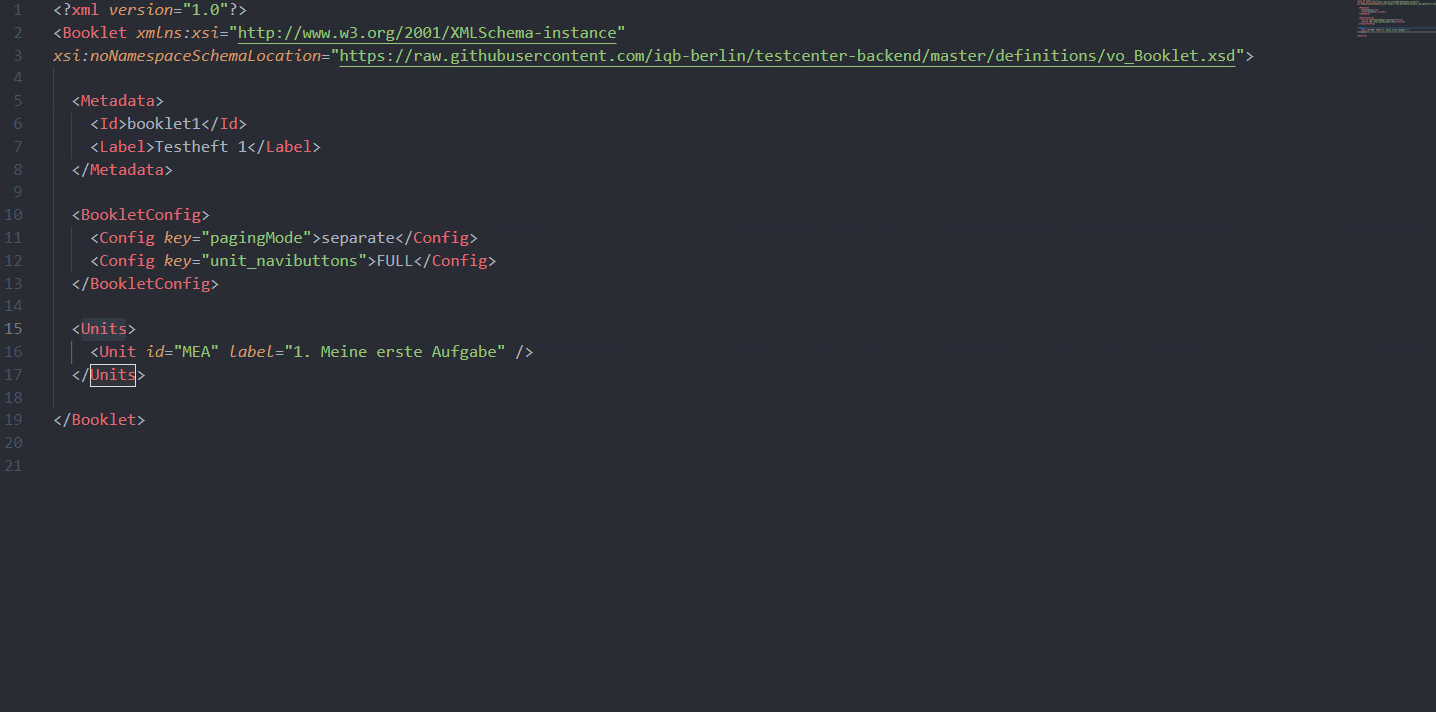 1 <?xml version="1.0"?>
2 <Booklet xmlns:xsi="http://www.w3.org/2001/XMLSchema-instance"
3 xsi:noNamespaceSchemaLocation="https://raw.githubusercontent.com/iqb-berlin/testcenter-backend/master/definitions/vo_Booklet.xsd">
4
5 <Metadata>
6 <Id>booklet1</Id>
7 <Label>Testheft 1</Label>
8 </Metadata>
9
10 <BookletConfig>
11 <Config key="pagingMode">separate</Config>
12 <Config key="unit_navibuttons">FULL</Config>
13 </BookletConfig>
14
15 <Units>
16 <Unit id="MEA" label="1. Meine erste Aufgabe" />
17 </Units>
18
19 </Booklet>
20
21